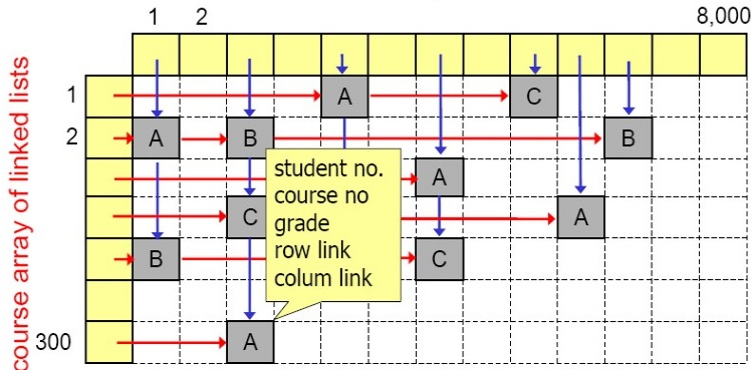 1 2 8,000
course array of linked lists
1 A C
2 A B B
A
C A
B C
300 A
student no.
course no
grade
row link
colum link